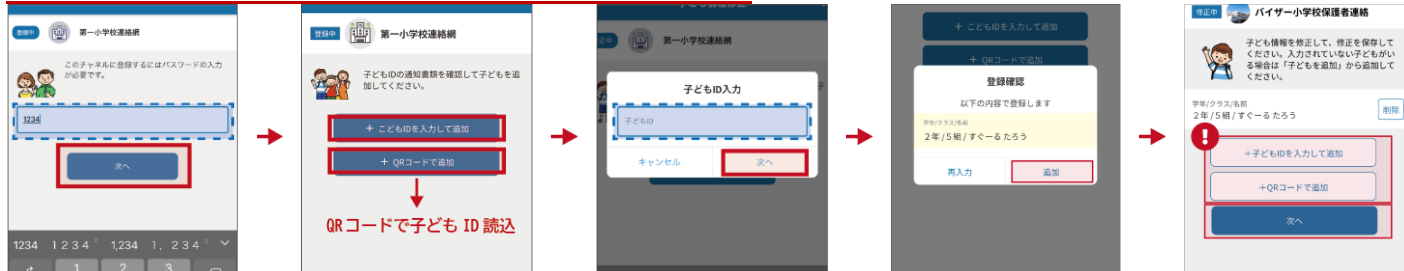 登録中 第一小学校連絡網
このチャネルに登録するにはパスワードの入力
が必要です。
1234
次へ
1234 1 2 3 4 1,234 1, 2 3 4
1 2 3
登録中 第一小学校連絡網
子どもIDの通知書類を確認して子どもを追
加してください。
+ こどもIDを入力して追加
+ QRコードで追加
QRコードで子ども ID 読込
第一小学校連絡網
子どもID入力
子どもID
キャンセル 次へ
+ こどもIDを入力して追加
+ QRコードで追加
登録確認
以下の内容で登録します
学年/クラス/名前
2年 / 5組 / すぐーる たろう
再入力 追加
修正中 バイザー小学校保護者連絡
子ども情報を修正して、修正を保存して
ください。入力されていない子どもがい
る場合は「子どもを追加」から追加して
ください。
学年/クラス/名前
2年 / 5組 / すぐーる たろう
削除
!
+子どもIDを入力して追加
+QRコードで追加
次へ